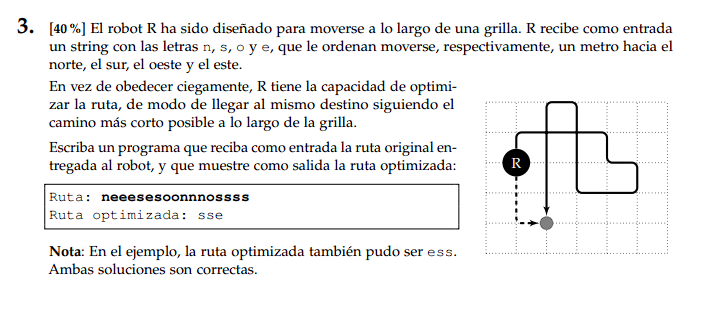 3. [40 %] El robot R ha sido diseñado para moverse a lo largo de una grilla. R recibe como entrada
un string con las letras n, s, o y e, que le ordenan moverse, respectivamente, un metro hacia el
norte, el sur, el oeste y el este.
En vez de obedecer ciegamente, R tiene la capacidad de optimi-
zar la ruta, de modo de llegar al mismo destino siguiendo el
camino más corto posible a lo largo de la grilla.
Escriba un programa que reciba como entrada la ruta original en-
tregada al robot, y que muestre como salida la ruta optimizada:
Ruta: neeesesoonnnossss
Ruta optimizada: sse
Nota: En el ejemplo, la ruta optimizada también pudo ser ess.
Ambas soluciones son correctas.
R